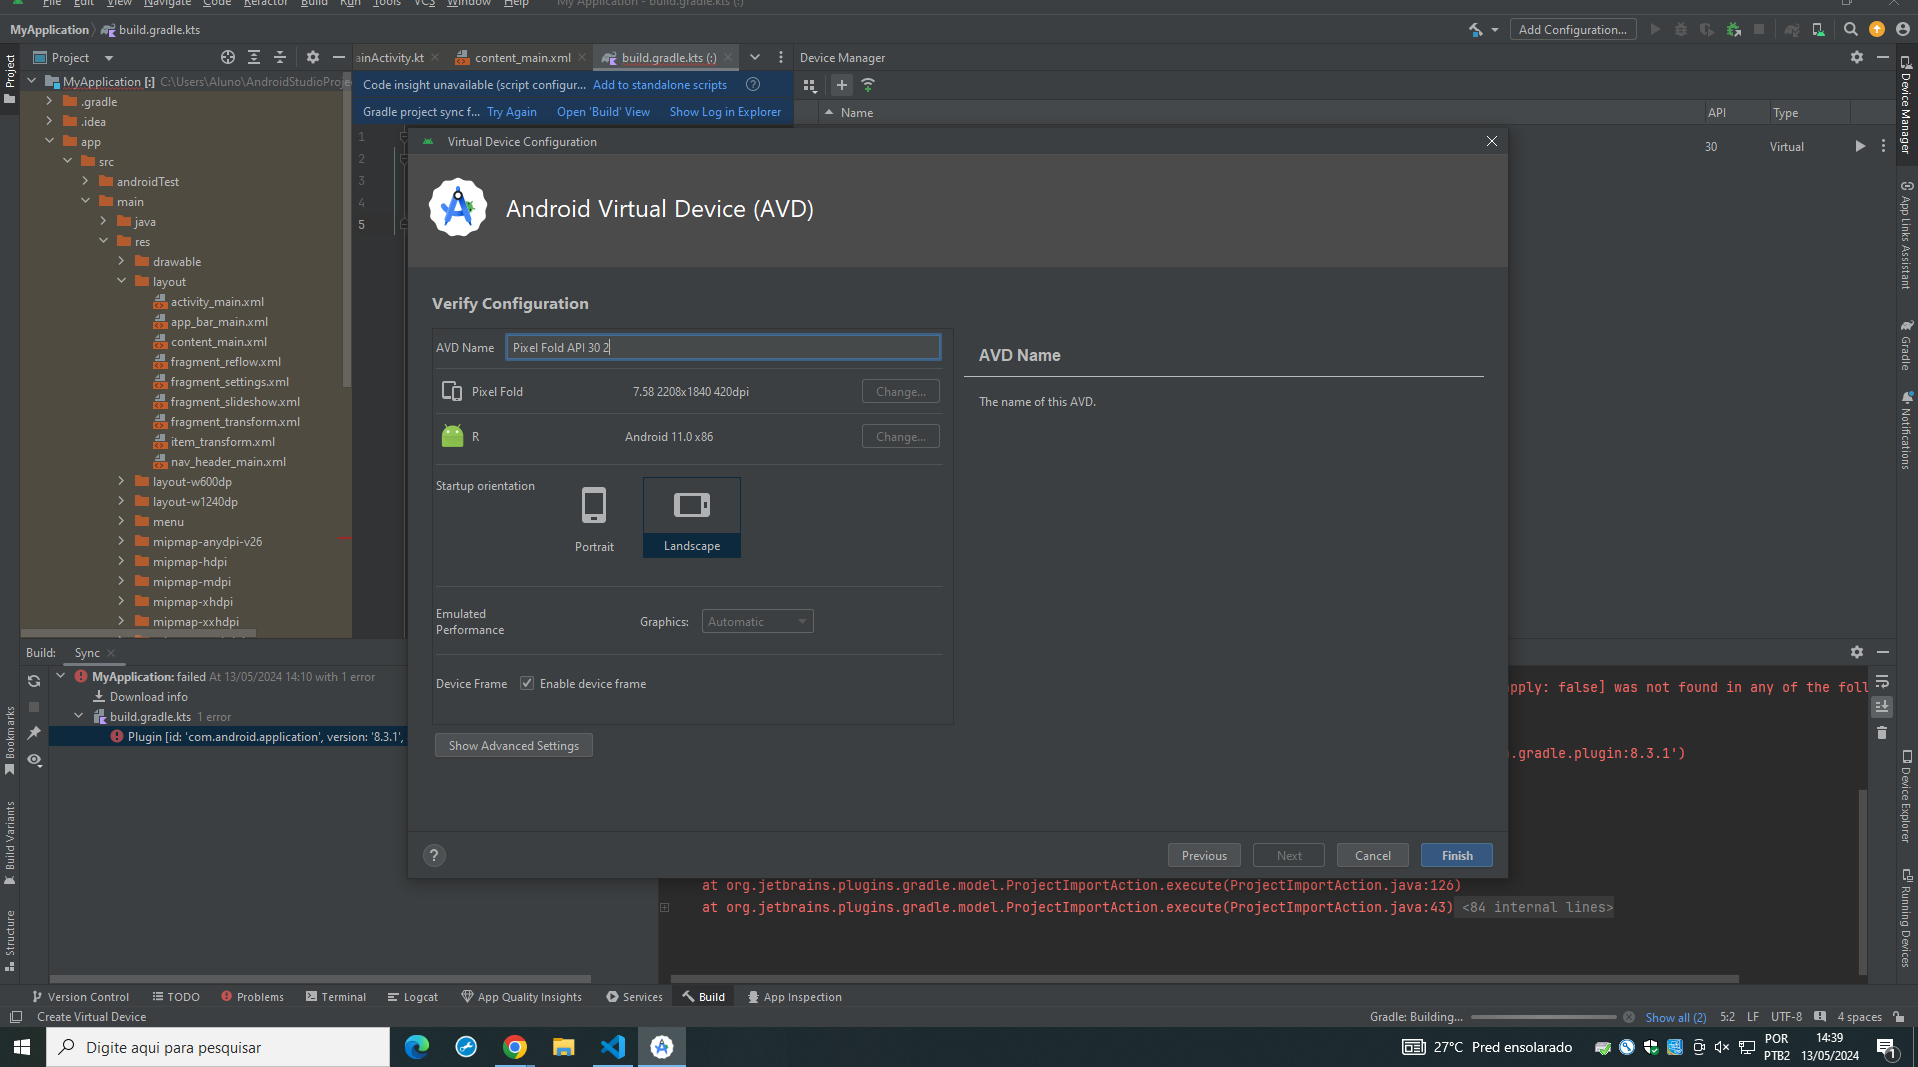 File Edit View Navigate Code Refactor Build Run Tools VCS Window Help My Application - build.gradle.kts (:)
MyApplication build.gradle.kts
Add Configuration...
Project
ainActivity.kt content_main.xml build.gradle.kts (:)
Device Manager
MyApplication [:] C:\Users\Aluno\AndroidStudioProje
.gradle
.idea
app
src
androidTest
main
java
res
drawable
layout
activity_main.xml
app_bar_main.xml
content_main.xml
fragment_reflow.xml
fragment_settings.xml
fragment_slideshow.xml
fragment_transform.xml
item_transform.xml
nav_header_main.xml
layout-w600dp
layout-w1240dp
menu
mipmap-anydpi-v26
mipmap-hdpi
mipmap-mdpi
mipmap-xhdpi
mipmap-xxhdpi
Code insight unavailable (script configur... Add to standalone scripts
Gradle project sync f... Try Again Open 'Build' View Show Log in Explorer
1
2
3
4
5
Name API Type
30 Virtual
Virtual Device Configuration
Android Virtual Device (AVD)
Verify Configuration
AVD Name Pixel Fold API 30 2
Pixel Fold 7.58 2208x1840 420dpi Change...
R Android 11.0 x86 Change...
Startup orientation
Portrait
Landscape
Emulated
Performance
Graphics: Automatic
Device Frame Enable device frame
Show Advanced Settings
AVD Name
The name of this AVD.
? Previous Next Cancel Finish
Build: Sync
MyApplication: failed At 13/05/2024 14:10 with 1 error
Download info
build.gradle.kts 1 error
Plugin [id: 'com.android.application', version: '8.3.1',
pply: false] was not found in any of the foll
.gradle.plugin:8.3.1')
at org.jetbrains.plugins.gradle.model.ProjectImportAction.execute(ProjectImportAction.java:126)
at org.jetbrains.plugins.gradle.model.ProjectImportAction.execute(ProjectImportAction.java:43) <84 internal lines>
Project
Bookmarks
Build Variants
Structure
Device Manager
App Links Assistant
Gradle
Notifications
Device Explorer
Running Devices
Version Control TODO Problems Terminal Logcat App Quality Insights Services Build App Inspection
Create Virtual Device
Gradle: Building... Show all (2) 5:2 LF UTF-8 4 spaces
Digite aqui para pesquisar
27°C Pred ensolarado
POR
PTB2
14:39
13/05/2024
1